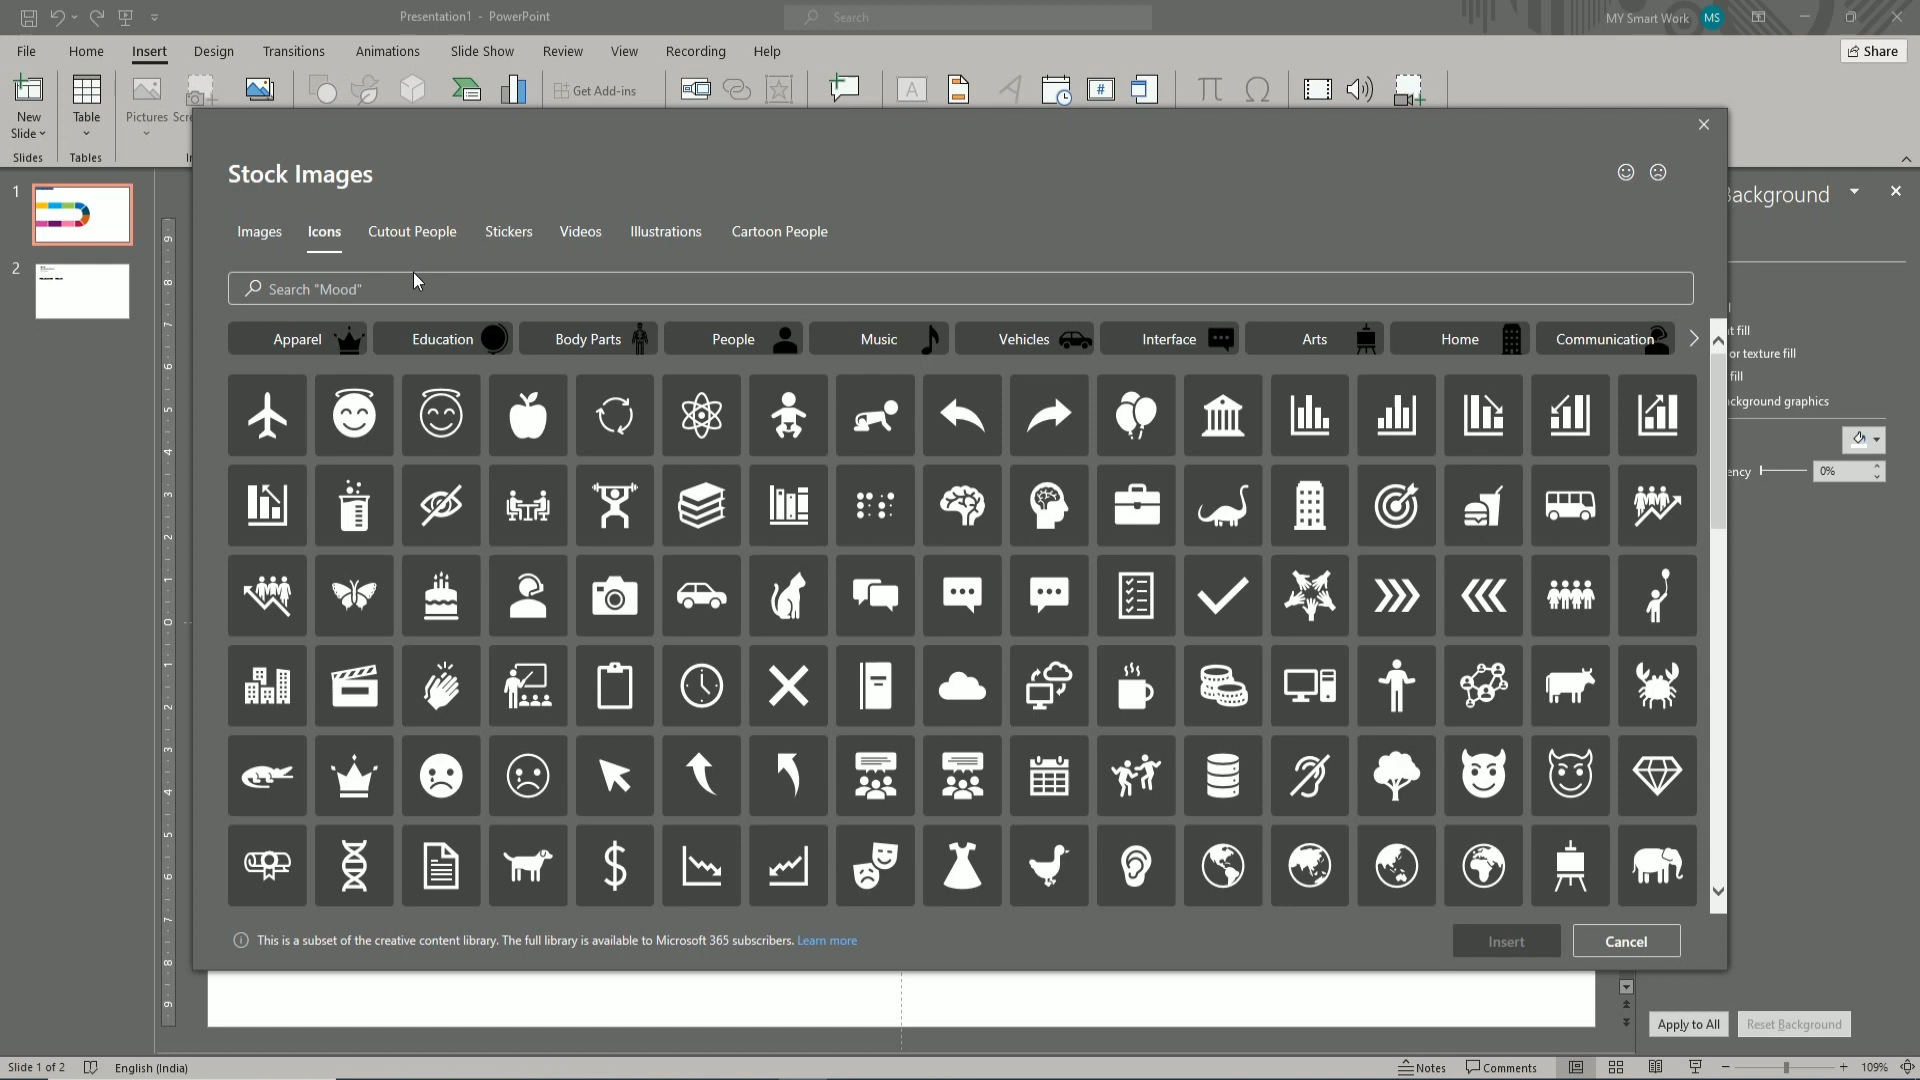 Presentation1 - PowerPoint
Search
MY Smart Work
MS
File
Home
Insert
Design
Transitions
Animations
Slide Show
Review
View
Recording
Help
Share
New
Slide
Table
Pictures
Scre
Get Add-ins
Slides
Tables
Stock Images
Images
Icons
Cutout People
Stickers
Videos
Illustrations
Cartoon People
Search "Mood"
Apparel
Education
Body Parts
People
Music
Vehicles
Interface
Arts
Home
Communication
This is a subset of the creative content library. The full library is available to Microsoft 365 subscribers. Learn more
Insert
Cancel
1
2
Background
t fill
or texture fill
fill
ckground graphics
ency
0%
Apply to All
Reset Background
Slide 1 of 2
English (India)
Notes
Comments
109%